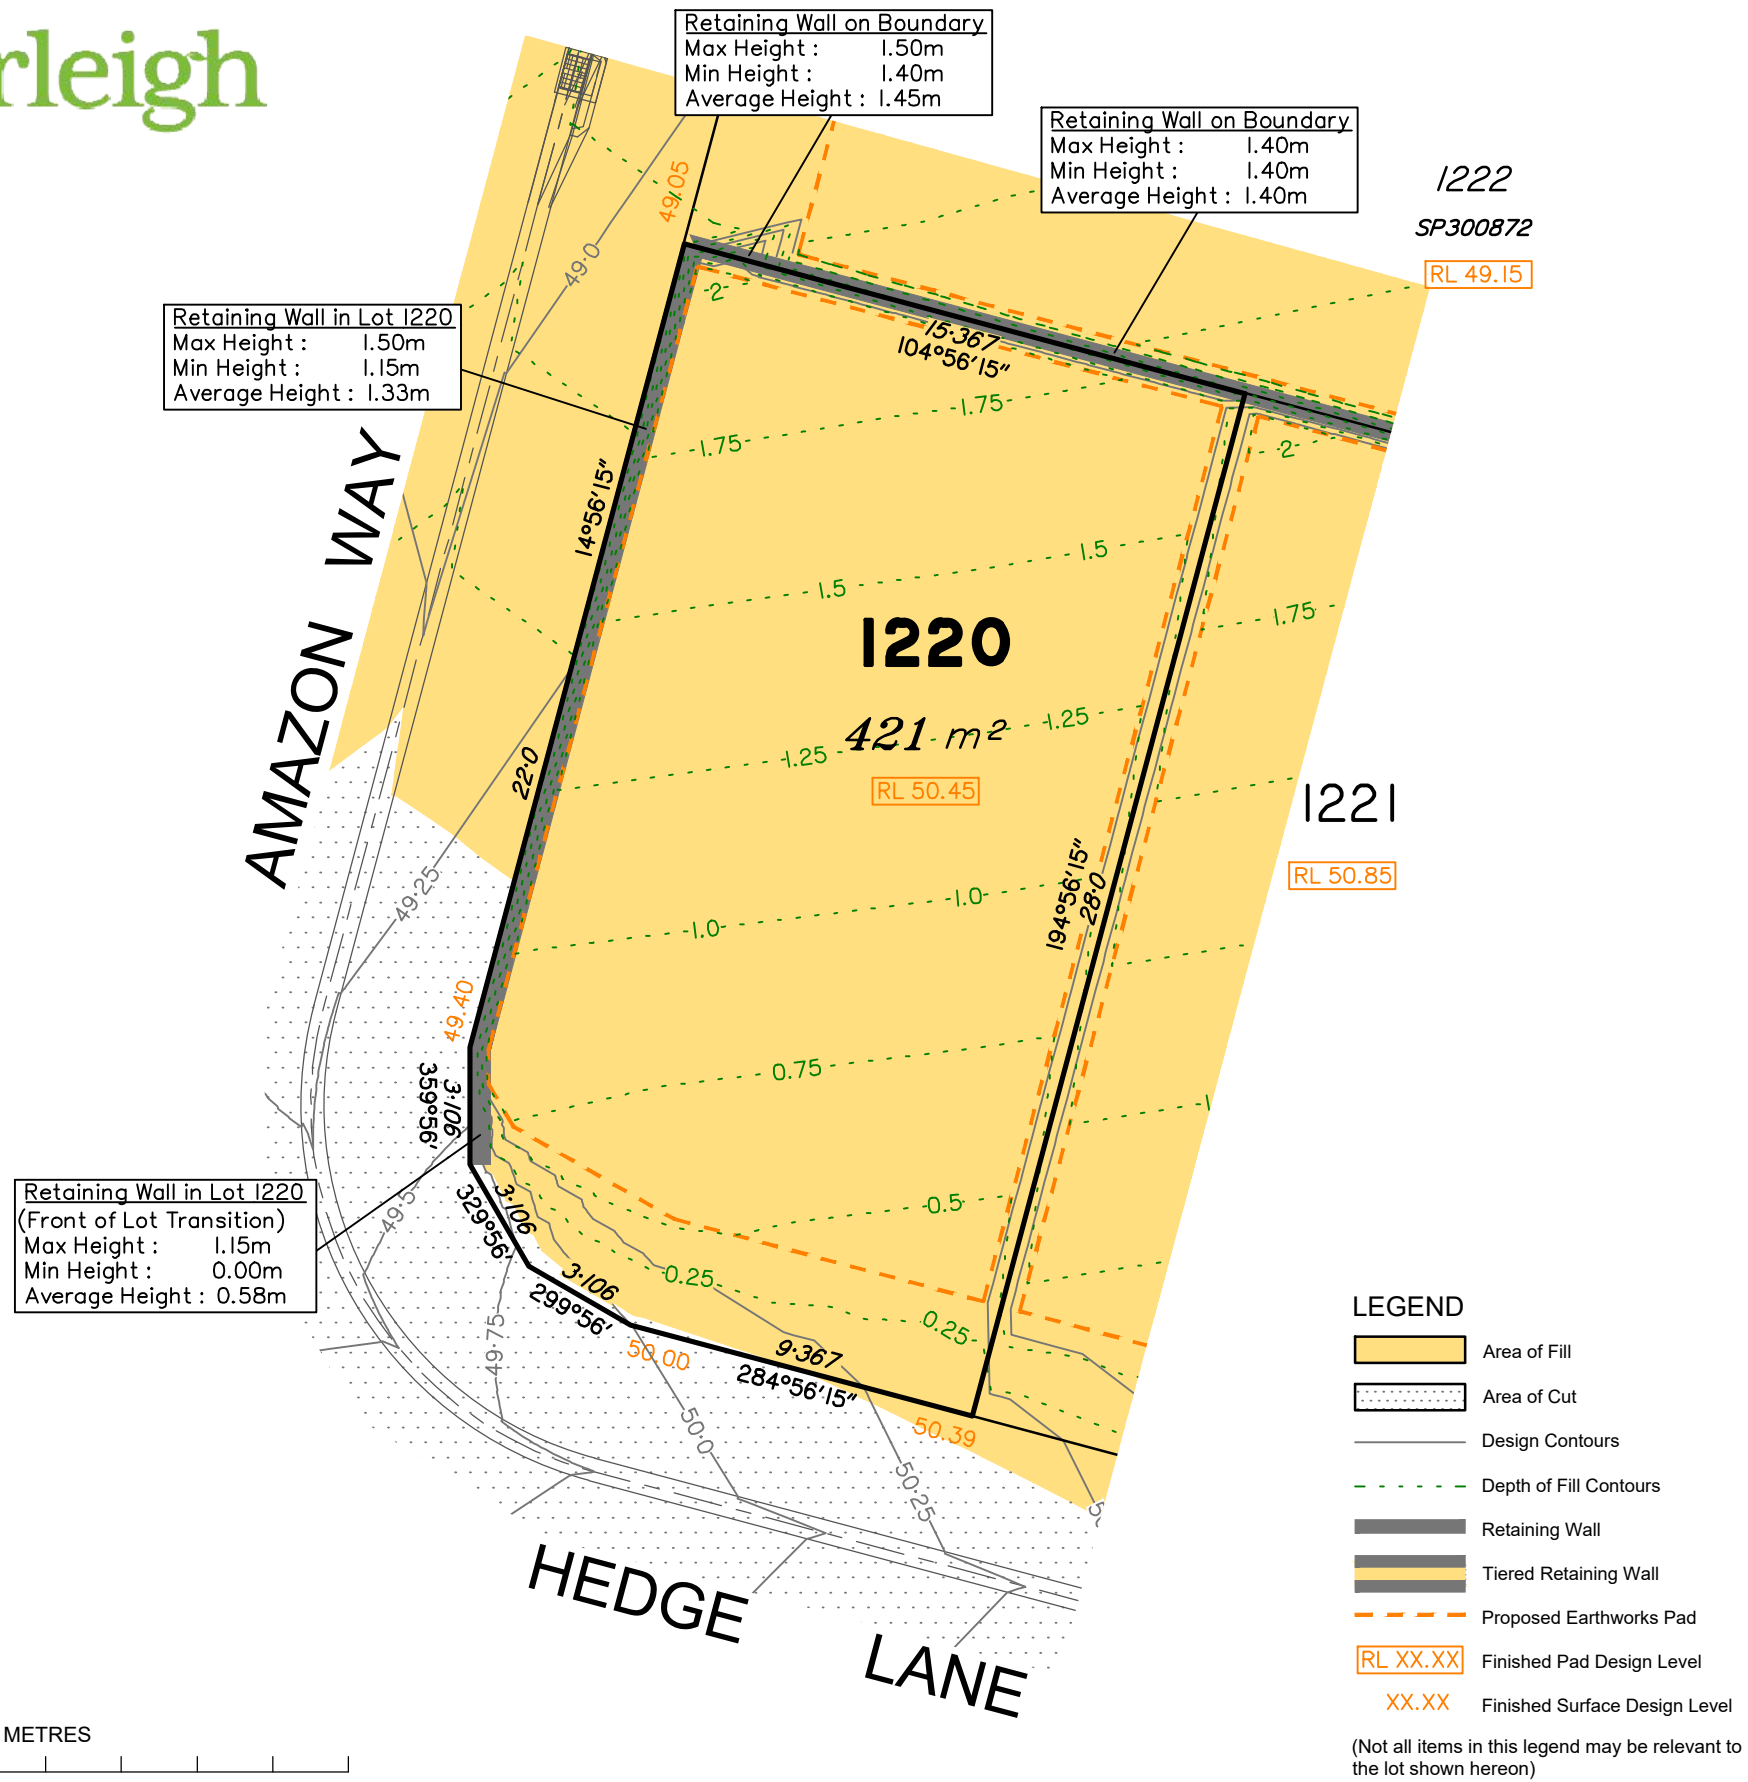 rleigh
Retaining Wall on Boundary
Max Height : 1.50m
Min Height : 1.40m
Average Height : 1.45m
Retaining Wall on Boundary
Max Height : 1.40m
Min Height : 1.40m
Average Height : 1.40m
1222
SP300872
RL 49.15
49.05
49·0
Retaining Wall in Lot 1220
Max Height : 1.50m
Min Height : 1.15m
Average Height : 1.33m
2
15·367
104°56'15"
1.75
1.75
2
14°56'15"
AMAZON WAY
1.5
1.5
1220
1.75
421 m²
1.25
1.25
RL 50.45
22·0
1221
RL 50.85
194°56'15"
28·0
49·25
1.0
1.0
49.40
0.75
1
3·106
359°56'
Retaining Wall in Lot 1220
(Front of Lot Transition)
Max Height : 1.15m
Min Height : 0.00m
Average Height : 0.58m
49·5
3·106
329°56'
0.5
3·106
299°56'
0.25
0.25
49·75
50.00
9·367
284°56'15"
50.39
50·0
50·25
HEDGE LANE
LEGEND
Area of Fill
Area of Cut
Design Contours
Depth of Fill Contours
Retaining Wall
Tiered Retaining Wall
Proposed Earthworks Pad
RL XX.XX Finished Pad Design Level
XX.XX Finished Surface Design Level
(Not all items in this legend may be relevant to
the lot shown hereon)
METRES